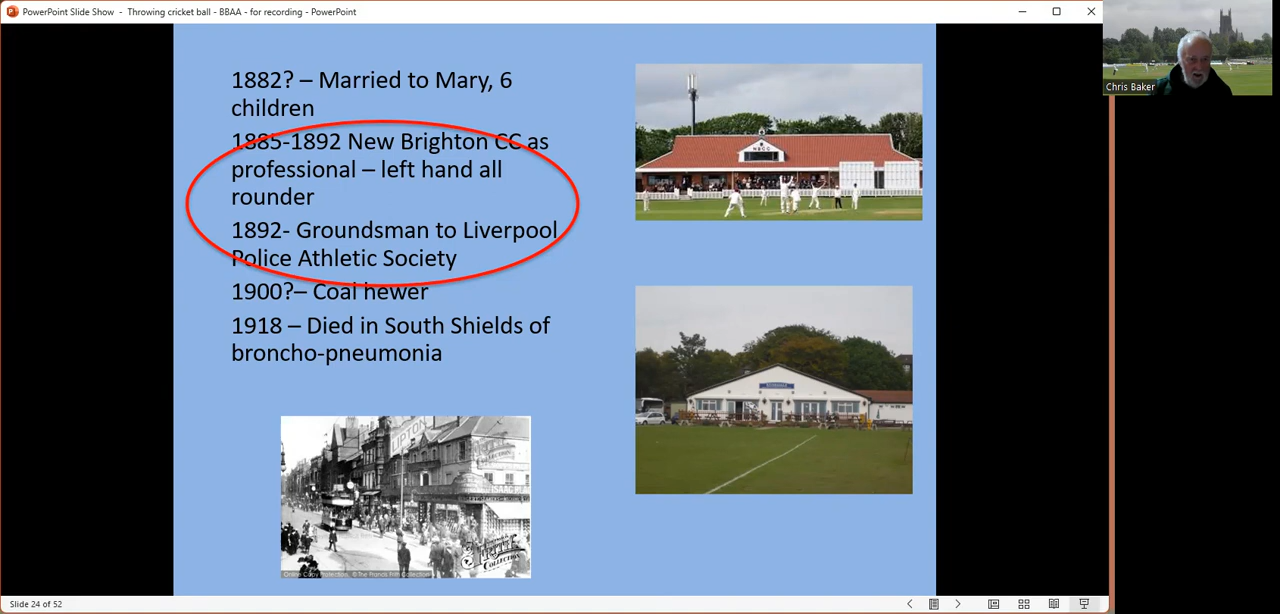 PowerPoint Slide Show - Throwing cricket ball - BBAA - for recording - PowerPoint
Chris Baker
1882? – Married to Mary, 6
children
1885-1892 New Brighton CC as
professional – left hand all
rounder
1892- Groundsman to Liverpool
Police Athletic Society
1900?– Coal hewer
1918 – Died in South Shields of
broncho-pneumonia
NBCC
LIPTON
COLLECTION
Slide 24 of 52